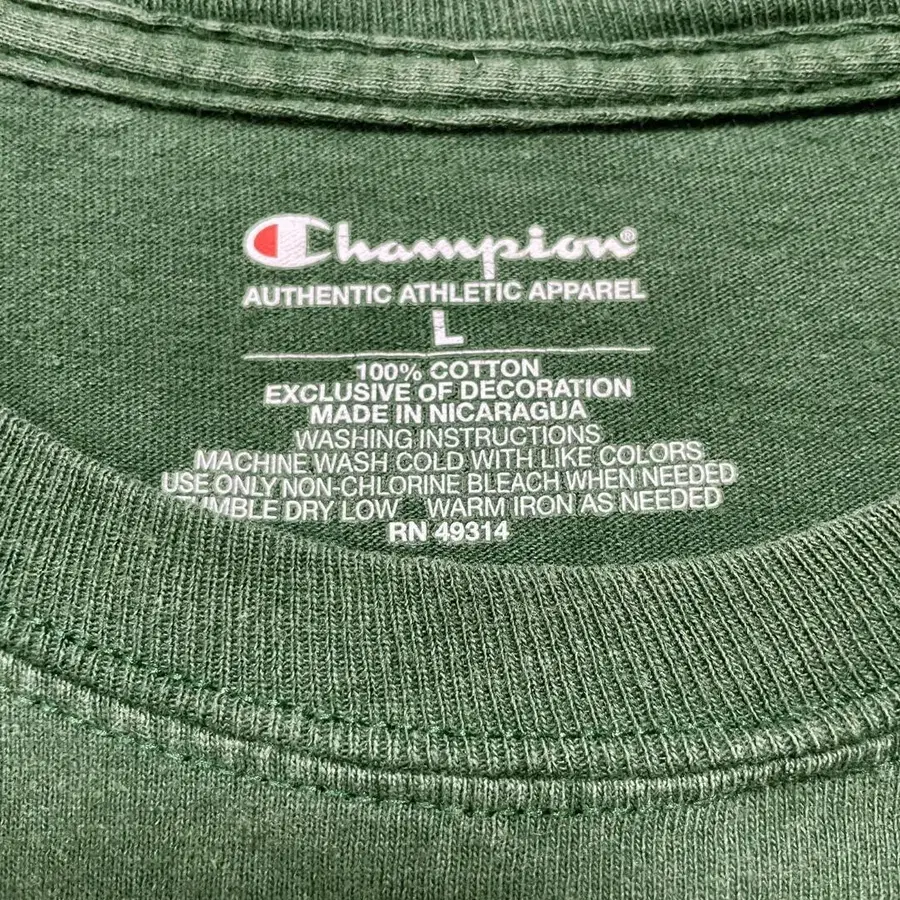 Champion®
AUTHENTIC ATHLETIC APPAREL
L
100% COTTON
EXCLUSIVE OF DECORATION
MADE IN NICARAGUA
WASHING INSTRUCTIONS
MACHINE WASH COLD WITH LIKE COLORS
USE ONLY NON-CHLORINE BLEACH WHEN NEEDED
TUMBLE DRY LOW WARM IRON AS NEEDED
RN 49314